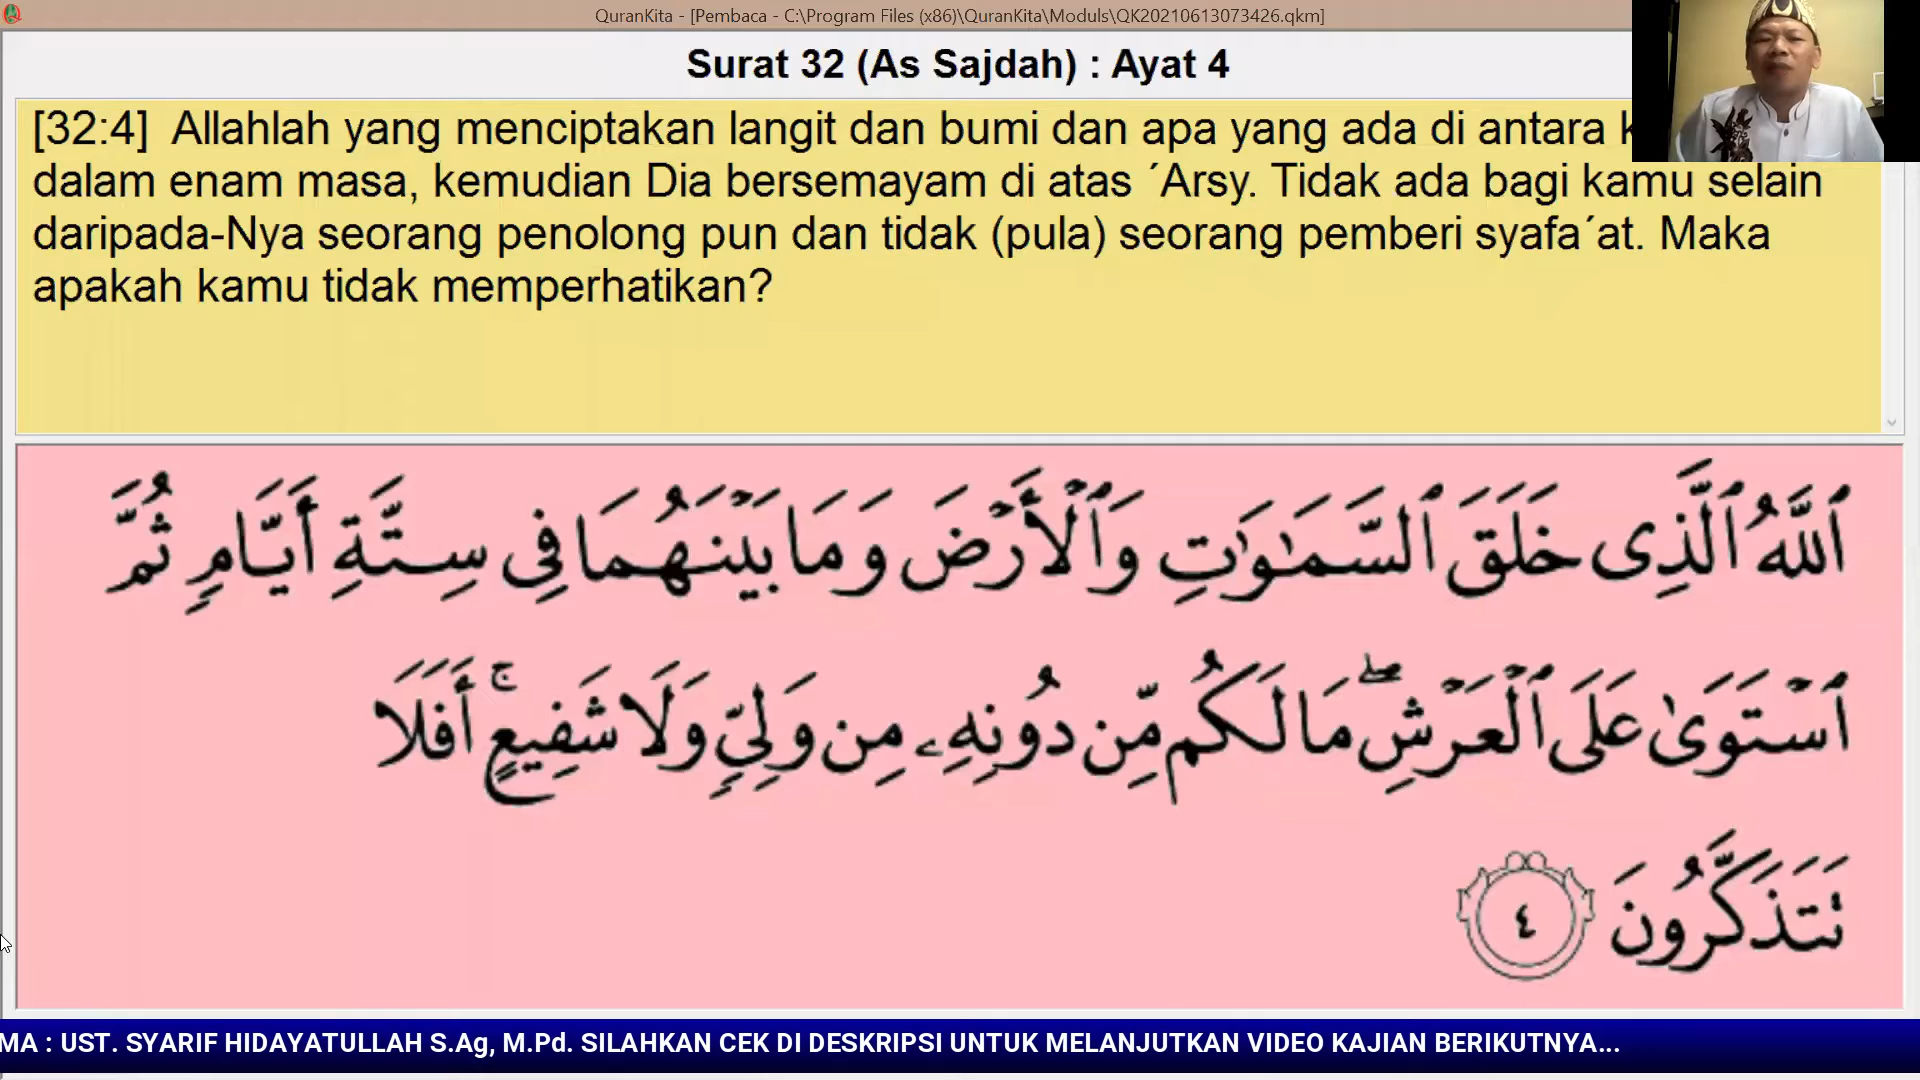 QuranKita - [Pembaca - C:\Program Files (x86)\QuranKita\Moduls\QK20210613073426.qkm]
Surat 32 (As Sajdah) : Ayat 4
[32:4] Allahlah yang menciptakan langit dan bumi dan apa yang ada di antara
dalam enam masa, kemudian Dia bersemayam di atas ´Arsy. Tidak ada bagi kamu selain
daripada-Nya seorang penolong pun dan tidak (pula) seorang pemberi syafa´at. Maka
apakah kamu tidak memperhatikan?
ٱللَّهُ ٱلَّذِى خَلَقَ ٱلسَّمَٰوَٰتِ وَٱلْأَرْضَ وَمَا بَيْنَهُمَا فِى سِتَّةِ أَيَّامٍ ثُمَّ
ٱسْتَوَىٰ عَلَى ٱلْعَرْشِ ۖ مَا لَكُم مِّن دُونِهِۦ مِن وَلِىٍّ وَلَا شَفِيعٍ ۚ أَفَلَا
تَتَذَكَّرُونَ ٤
MA : UST. SYARIF HIDAYATULLAH S.Ag, M.Pd. SILAHKAN CEK DI DESKRIPSI UNTUK MELANJUTKAN VIDEO KAJIAN BERIKUTNYA...